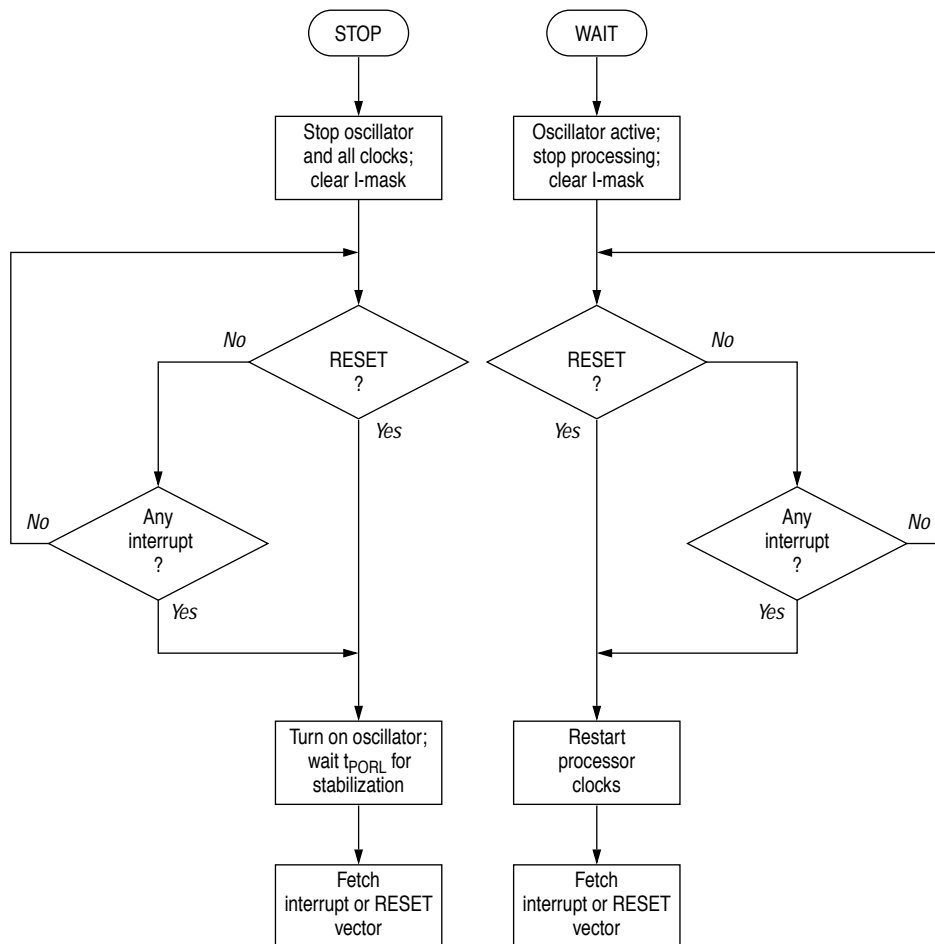 STOP
Stop oscillator
and all clocks;
clear I-mask
RESET
?
No
Yes
Any
interrupt
?
No
Yes
Turn on oscillator;
wait tPORL for
stabilization
Fetch
interrupt or RESET
vector
WAIT
Oscillator active;
stop processing;
clear I-mask
RESET
?
No
Yes
Any
interrupt
?
No
Yes
Restart
processor
clocks
Fetch
interrupt or RESET
vector